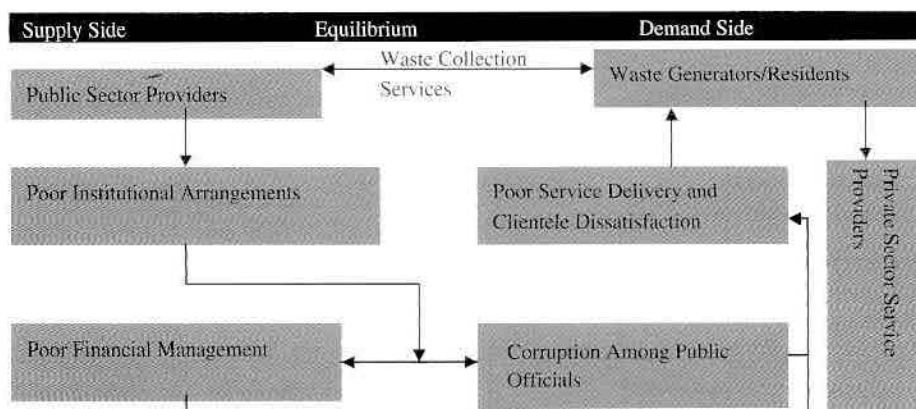 Supply Side Equilibrium Demand Side
Waste Collection
Services
Public Sector Providers
Waste Generators/Residents
Poor Institutional Arrangements
Poor Service Delivery and
Clientele Dissatisfaction
Private Sector Service
Providers
Poor Financial Management
Corruption Among Public
Officials